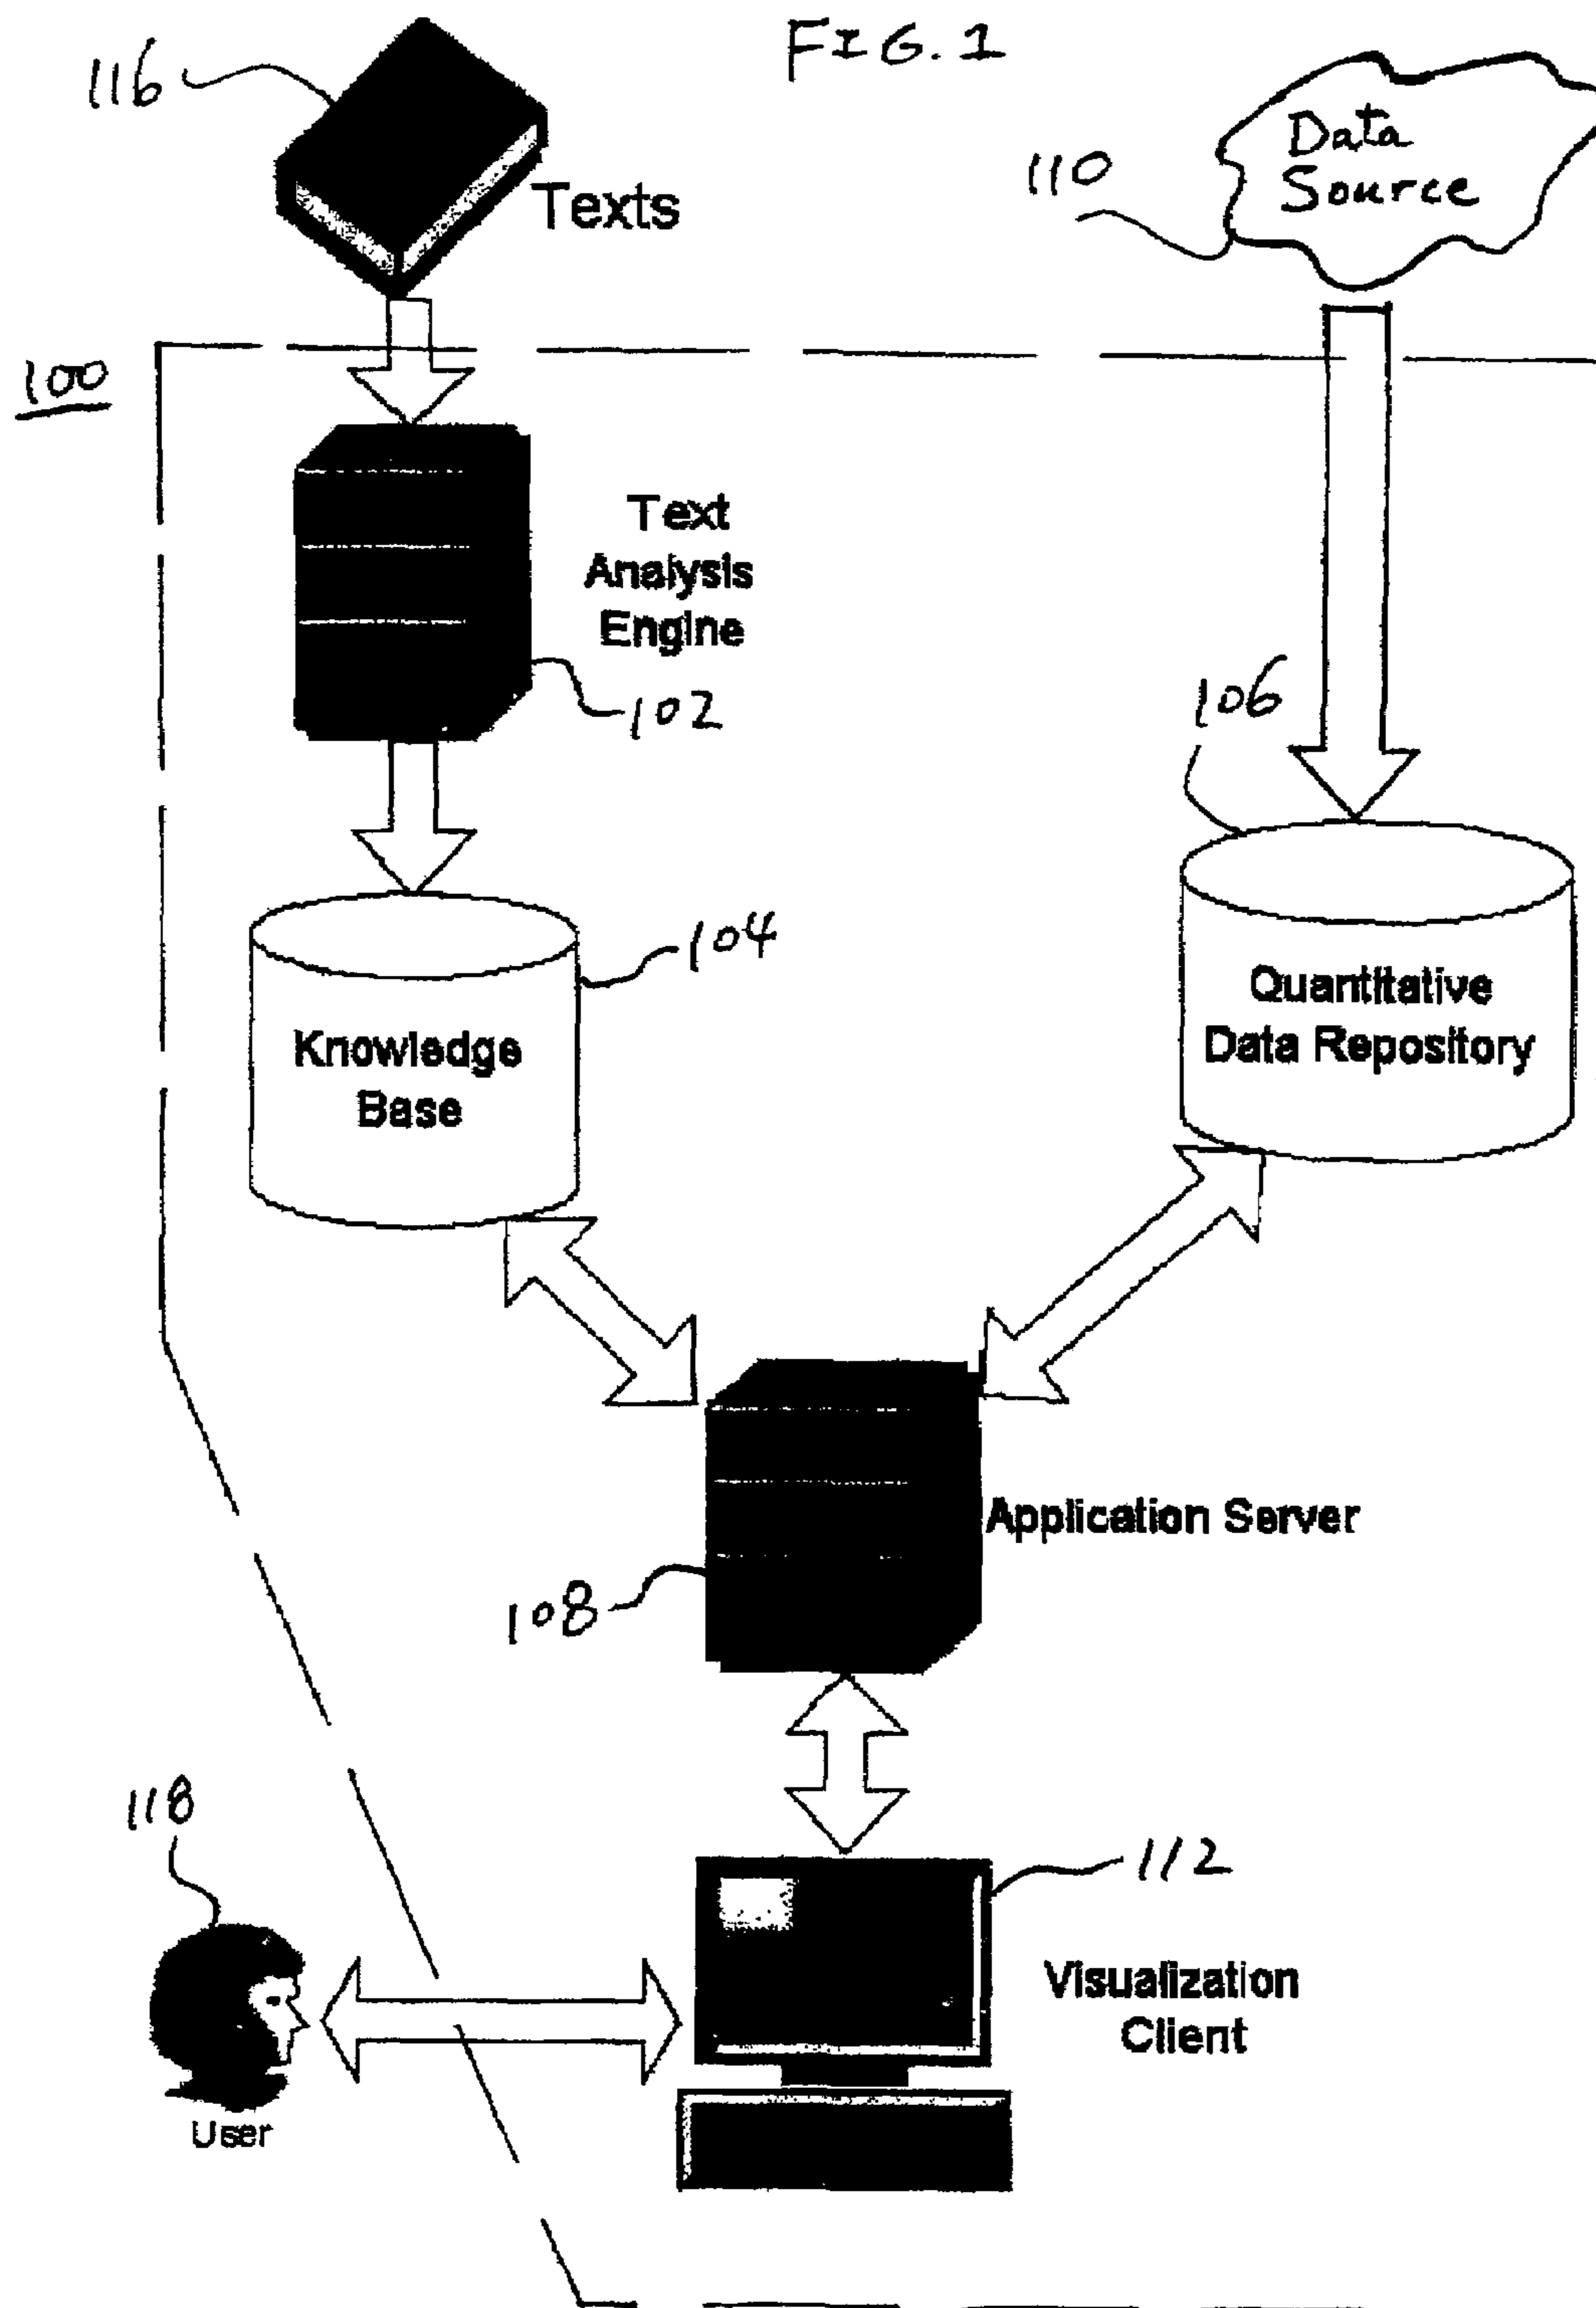 FIG. 1
116
Texts
110
Data
Source
100
Text
Analysis
Engine
102
106
104
Knowledge
Base
Quantitative
Data Repository
Application Server
108
118
112
Visualization
Client
User